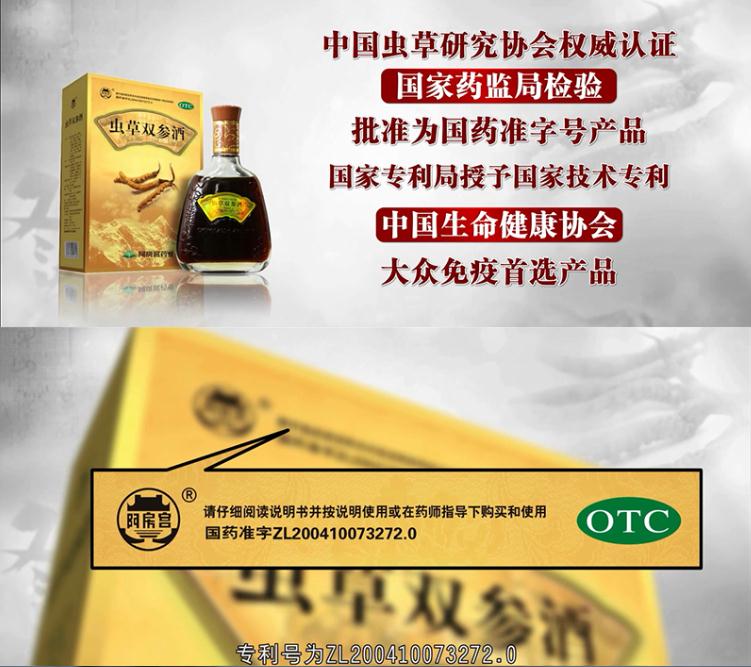 中国虫草研究协会权威认证
国家药监局检验
批准为国药准字号产品
国家专利局授予国家技术专利
中国生命健康协会
大众免疫首选产品
OTC
虫草双参酒
虫草双参酒
阿房宫药业
阿房宫
®
请仔细阅读说明书并按说明使用或在药师指导下购买和使用
国药准字ZL200410073272.0
OTC
虫草双参酒
专利号为ZL200410073272.0